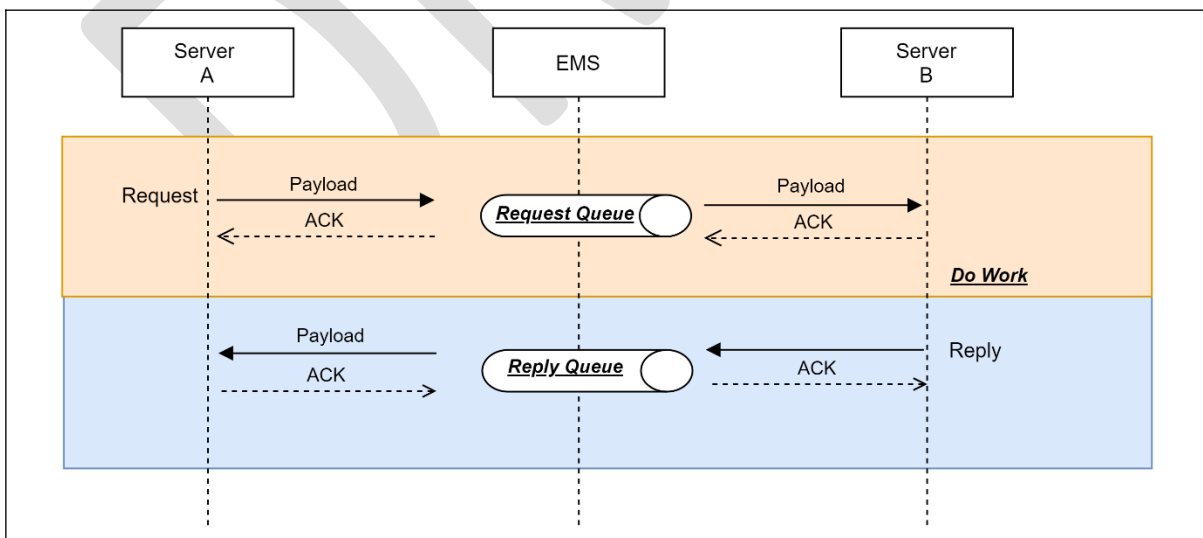 Server
A
EMS
Server
B
Request
Payload
Payload
Request Queue
ACK
ACK
Do Work
Payload
Reply
Reply Queue
ACK
ACK